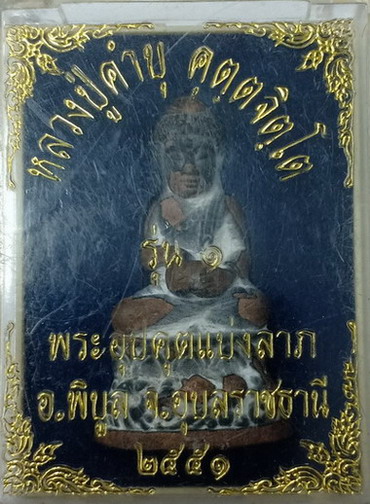 หลวงปู่คำบุ คุตฺตจิตฺโต
รุ่น ๑
พระอุปคุตแบ่งลาภ
อ.พิบูล จ.อุบลราชธานี
๒๕๕๑